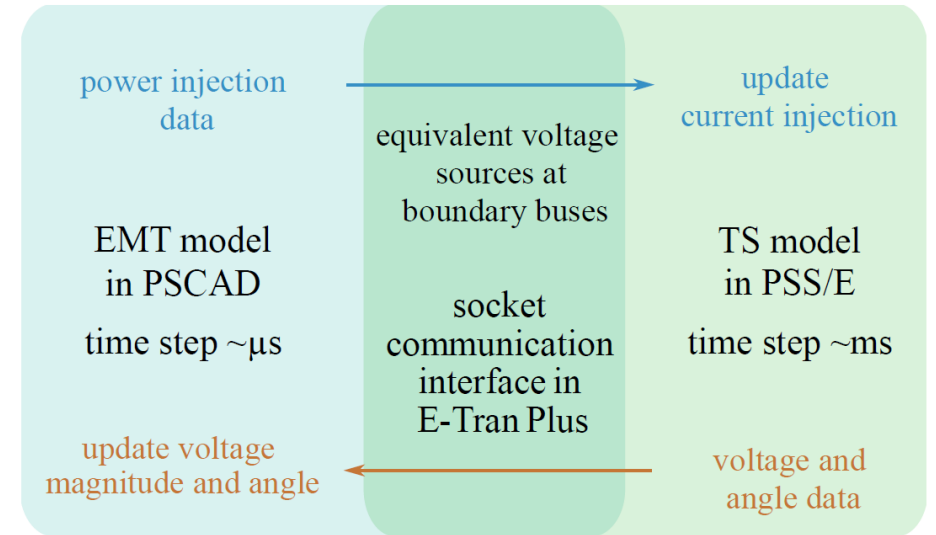 power injection
data
update
current injection
equivalent voltage
sources at
boundary buses
EMT model
in PSCAD
time step ~μs
TS model
in PSS/E
time step ~ms
socket
communication
interface in
E-Tran Plus
update voltage
magnitude and angle
voltage and
angle data